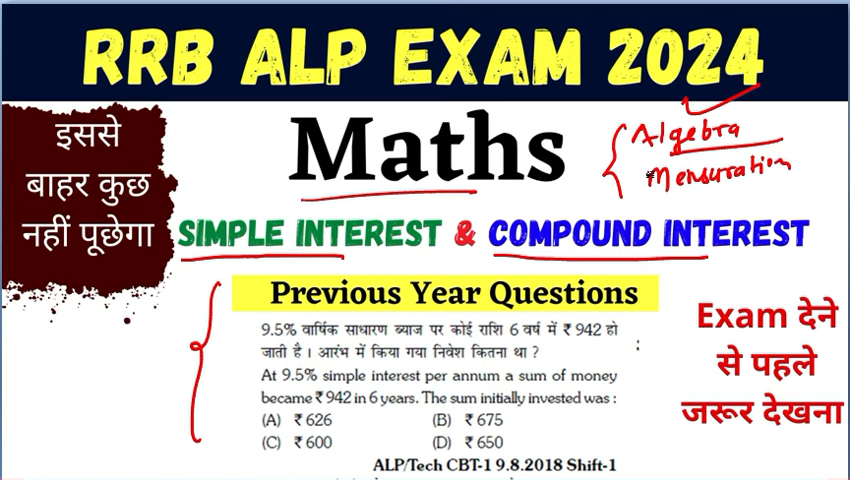 RRB ALP EXAM 2024
इससे
बाहर कुछ
नहीं पूछेगा
Maths
Algebra
Mensuration
SIMPLE INTEREST & COMPOUND INTEREST
Previous Year Questions
9.5% वार्षिक साधारण ब्याज पर कोई राशि 6 वर्ष में ₹ 942 हो
जाती है। आरंभ में किया गया निवेश कितना था ?
At 9.5% simple interest per annum a sum of money
became ₹ 942 in 6 years. The sum initially invested was :
(A) ₹ 626 (B) ₹ 675
(C) ₹ 600 (D) ₹ 650
ALP/Tech CBT-1 9.8.2018 Shift-1
Exam देने
से पहले
जरूर देखना